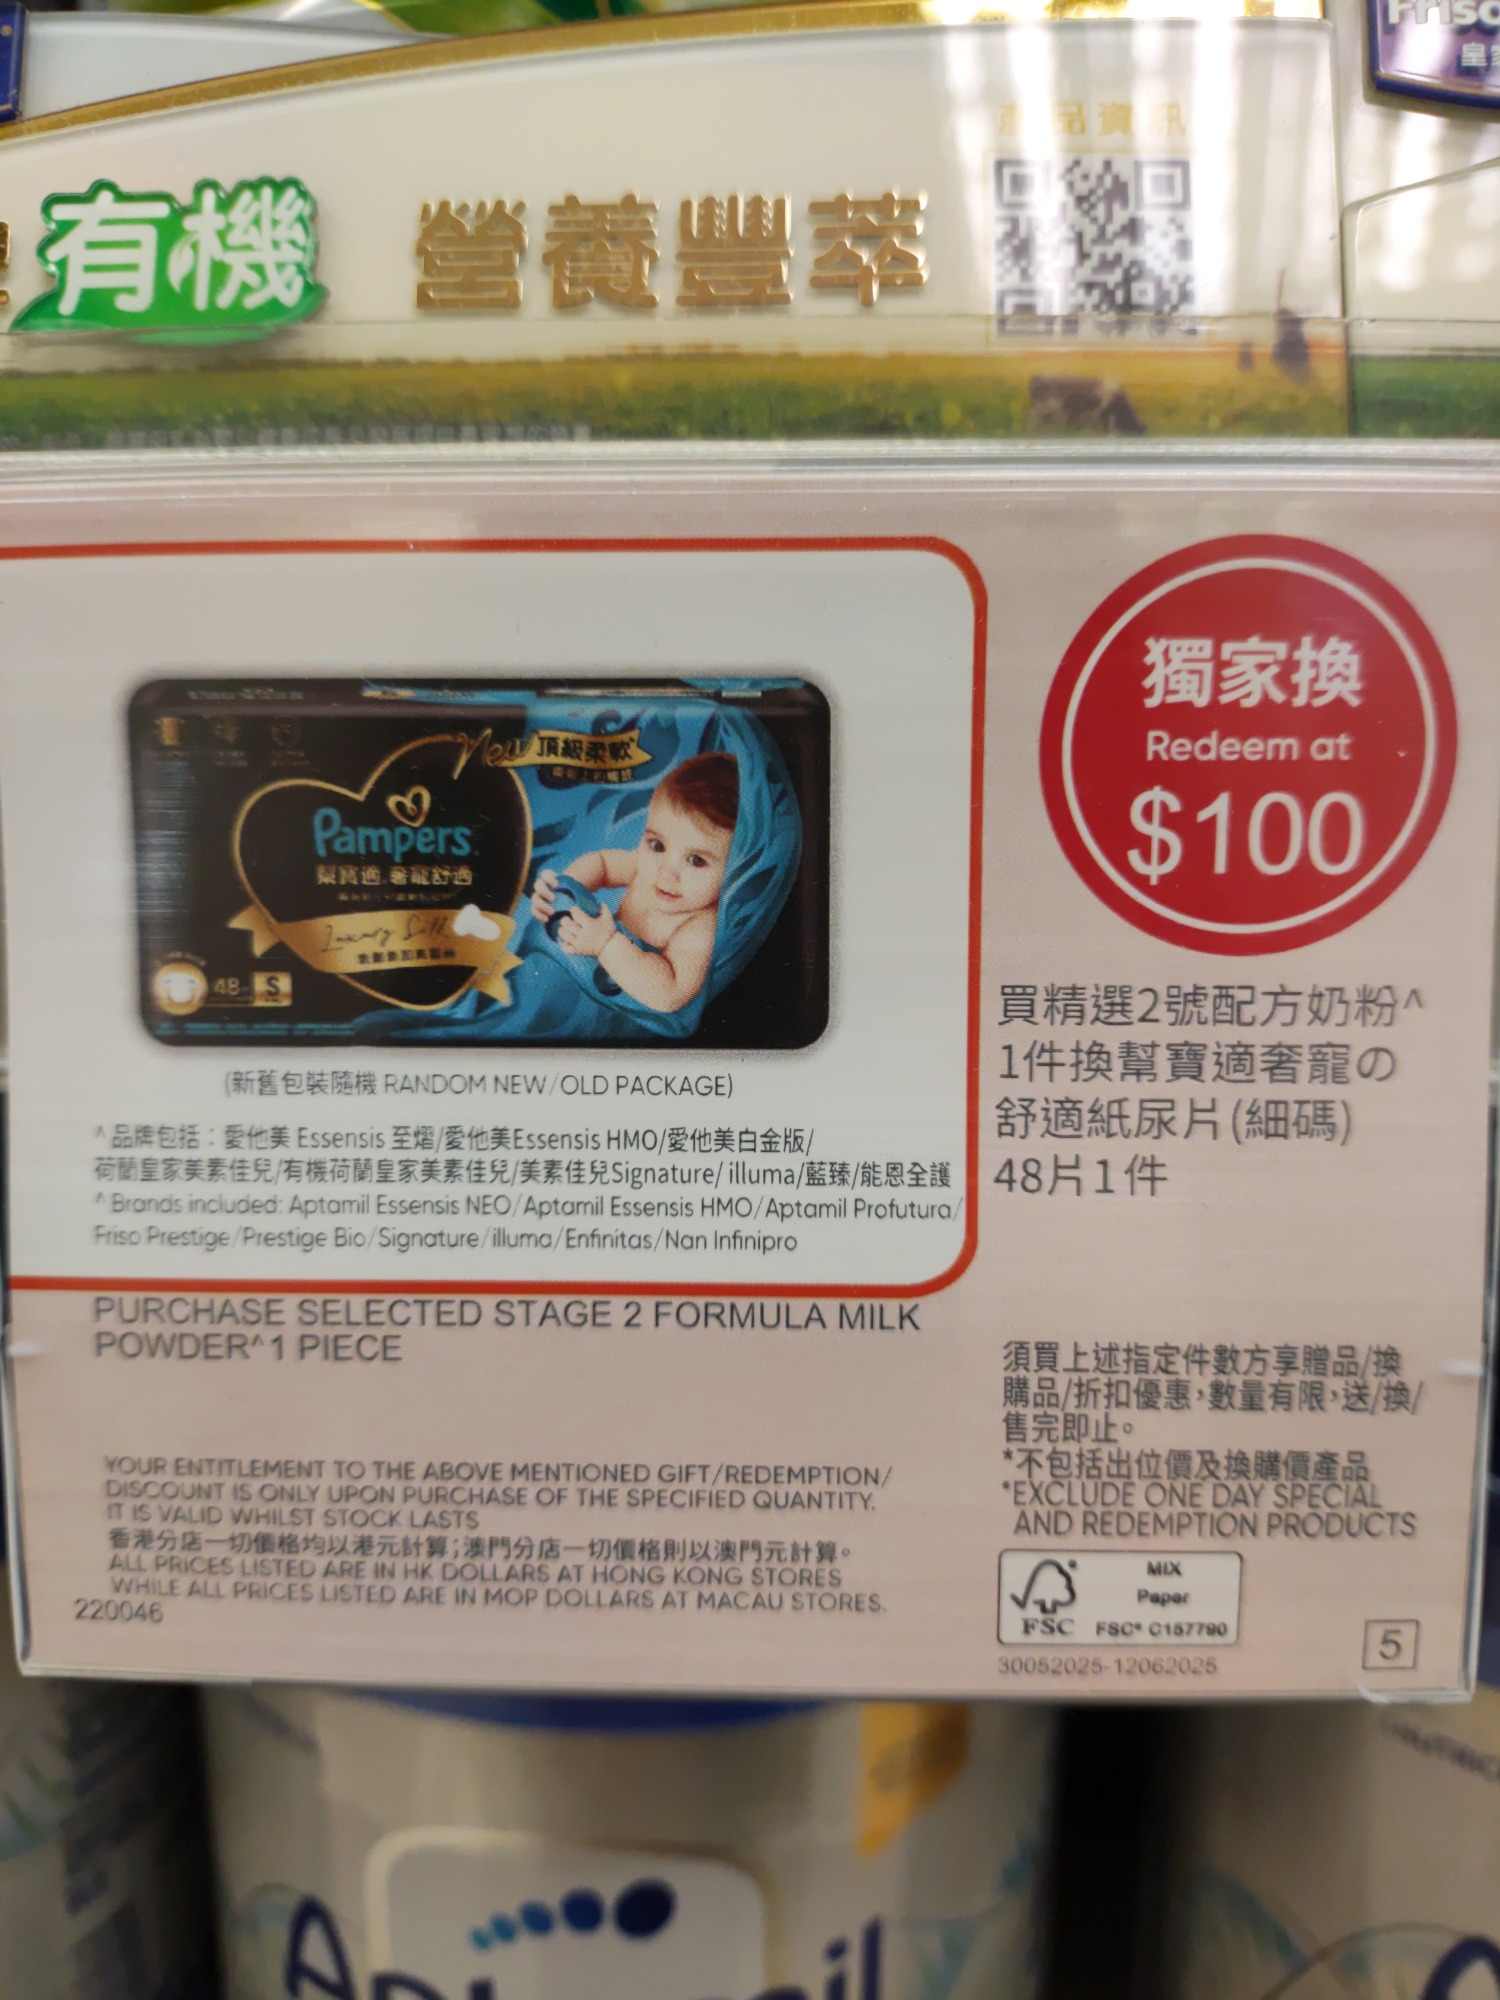 Friso
皇家
產品資訊
有機
營養豐萃
獨家換
Redeem at
$100
New 頂級柔軟
Pampers
幫寶適 奢寵舒適
Luxury Silk
48 S
(新舊包裝隨機 RANDOM NEW/OLD PACKAGE)
^品牌包括：愛他美 Essensis 至熠/愛他美Essensis HMO/愛他美白金版/
荷蘭皇家美素佳兒/有機荷蘭皇家美素佳兒/美素佳兒Signature/ illuma/藍臻/能恩全護
^Brands included: Aptamil Essensis NEO/Aptamil Essensis HMO/Aptamil Profutura/
Friso Prestige/Prestige Bio/Signature/illuma/Enfinitas/Nan Infinipro
PURCHASE SELECTED STAGE 2 FORMULA MILK
POWDER^ 1 PIECE
買精選2號配方奶粉^
1件換幫寶適奢寵の
舒適紙尿片(細碼)
48片1件
須買上述指定件數方享贈品/換
購品/折扣優惠，數量有限，送/換/
售完即止。
*不包括出位價及換購價產品
*EXCLUDE ONE DAY SPECIAL
AND REDEMPTION PRODUCTS
YOUR ENTITLEMENT TO THE ABOVE MENTIONED GIFT/REDEMPTION/
DISCOUNT IS ONLY UPON PURCHASE OF THE SPECIFIED QUANTITY.
IT IS VALID WHILST STOCK LASTS
香港分店一切價格均以港元計算；澳門分店一切價格則以澳門元計算。
ALL PRICES LISTED ARE IN HK DOLLARS AT HONG KONG STORES
WHILE ALL PRICES LISTED ARE IN MOP DOLLARS AT MACAU STORES.
220046
MIX
Paper
FSC FSC® C157790
30052025-12062025
5